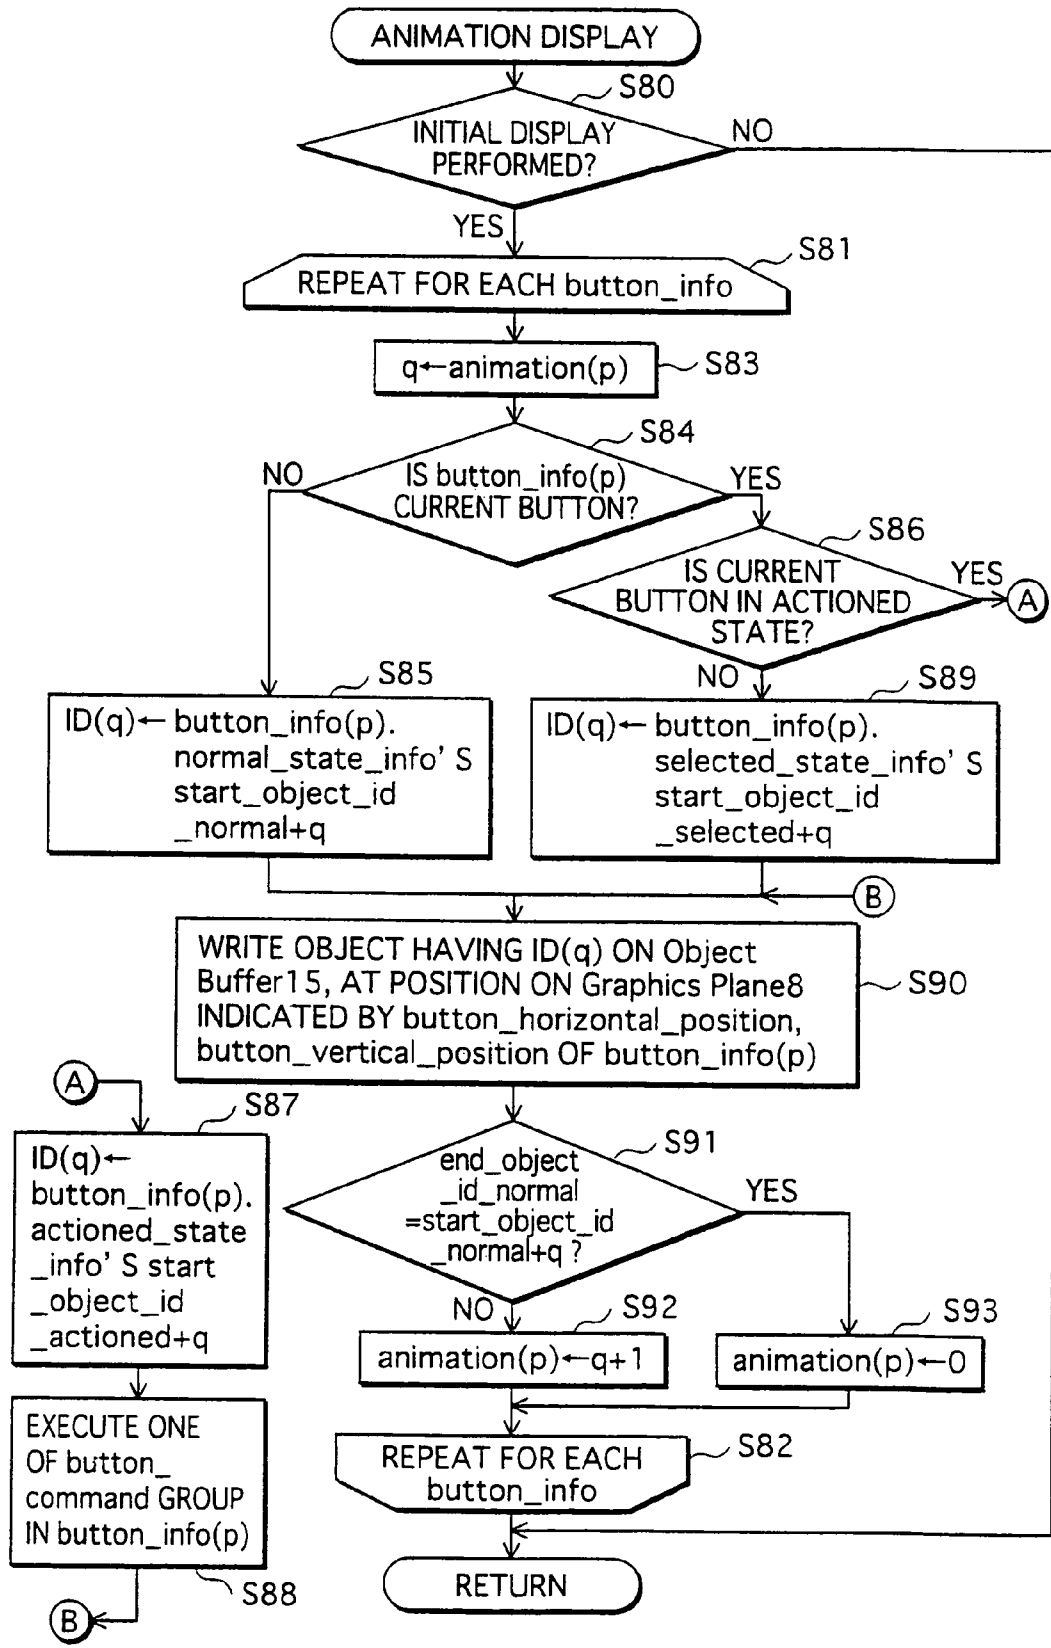 ANIMATION DISPLAY
S80
INITIAL DISPLAY
PERFORMED?
NO
YES
S81
REPEAT FOR EACH button_info
q←animation(p)
S83
S84
IS button_info(p)
CURRENT BUTTON?
NO
YES
S86
IS CURRENT
BUTTON IN ACTIONED
STATE?
YES
A
NO
S85
ID(q)← button_info(p).
normal_state_info' S
start_object_id
_normal+q
S89
ID(q)← button_info(p).
selected_state_info' S
start_object_id
_selected+q
B
WRITE OBJECT HAVING ID(q) ON Object
Buffer15, AT POSITION ON Graphics Plane8
INDICATED BY button_horizontal_position,
button_vertical_position OF button_info(p)
S90
A
S87
ID(q)←
button_info(p).
actioned_state
_info' S start
_object_id
_actioned+q
EXECUTE ONE
OF button_
command GROUP
IN button_info(p)
S88
B
S91
end_object
_id_normal
=start_object_id
_normal+q ?
YES
NO
S92
animation(p)←q+1
S93
animation(p)←0
S82
REPEAT FOR EACH
button_info
RETURN